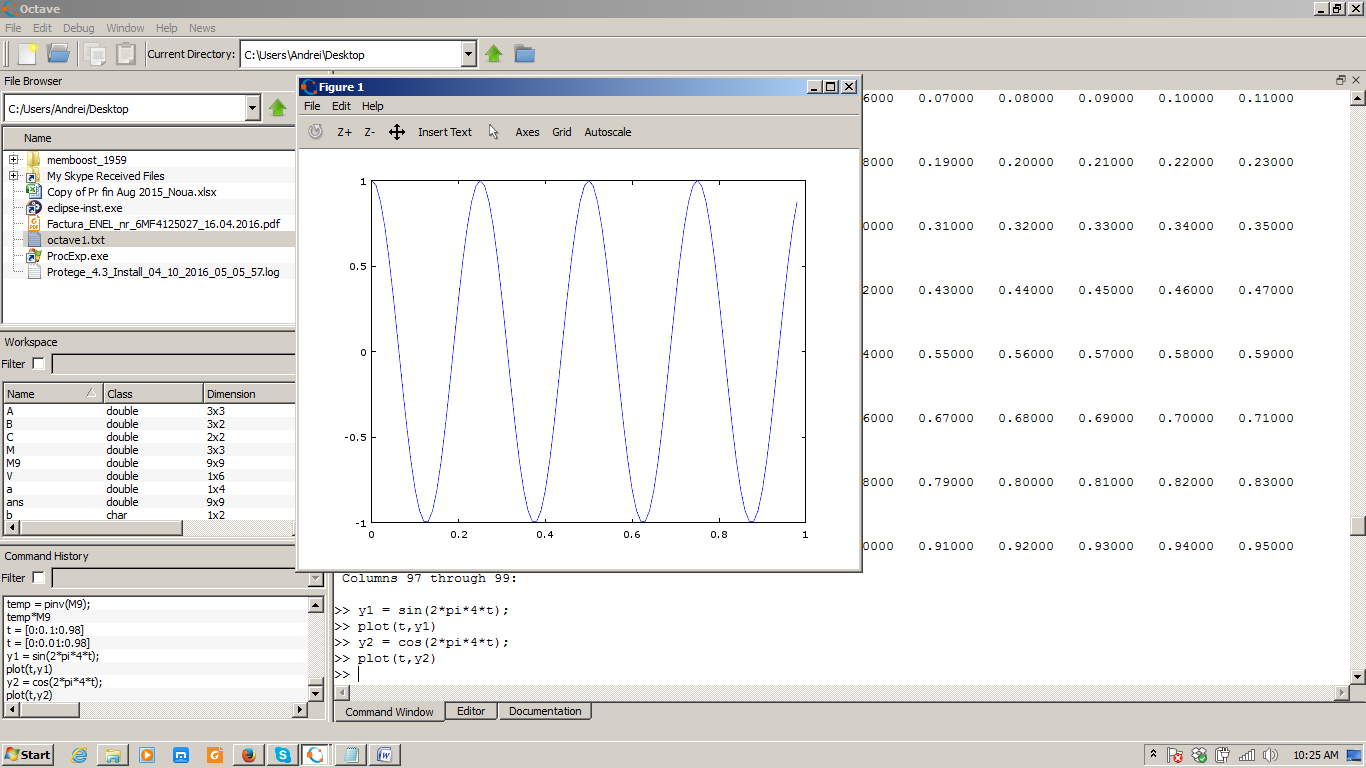 Octave
File Edit Debug Window Help News
Current Directory: C:\Users\Andrei\Desktop
File Browser
C:/Users/Andrei/Desktop
Name
memboost_1959
My Skype Received Files
Copy of Pr fin Aug 2015_Noua.xlsx
eclipse-inst.exe
Factura_ENEL_nr_6MF4125027_16.04.2016.pdf
octave1.txt
ProcExp.exe
Protege_4.3_Install_04_10_2016_05_05_57.log
Workspace
Filter
Name Class Dimension
A double 3x3
B double 3x2
C double 2x2
M double 3x3
M9 double 9x9
V double 1x6
a double 1x4
ans double 9x9
b char 1x2
Command History
Filter
temp = pinv(M9);
temp*M9
t = [0:0.1:0.98]
t = [0:0.01:0.98]
y1 = sin(2*pi*4*t);
plot(t,y1)
y2 = cos(2*pi*4*t);
plot(t,y2)
Figure 1
File Edit Help
Z+ Z- Insert Text Axes Grid Autoscale
1
0.5
0
-0.5
-1
0 0.2 0.4 0.6 0.8 1
6000 0.07000 0.08000 0.09000 0.10000 0.11000
8000 0.19000 0.20000 0.21000 0.22000 0.23000
0000 0.31000 0.32000 0.33000 0.34000 0.35000
2000 0.43000 0.44000 0.45000 0.46000 0.47000
4000 0.55000 0.56000 0.57000 0.58000 0.59000
6000 0.67000 0.68000 0.69000 0.70000 0.71000
8000 0.79000 0.80000 0.81000 0.82000 0.83000
0000 0.91000 0.92000 0.93000 0.94000 0.95000
Columns 97 through 99:
>> y1 = sin(2*pi*4*t);
>> plot(t,y1)
>> y2 = cos(2*pi*4*t);
>> plot(t,y2)
>>
Command Window Editor Documentation
Start 10:25 AM